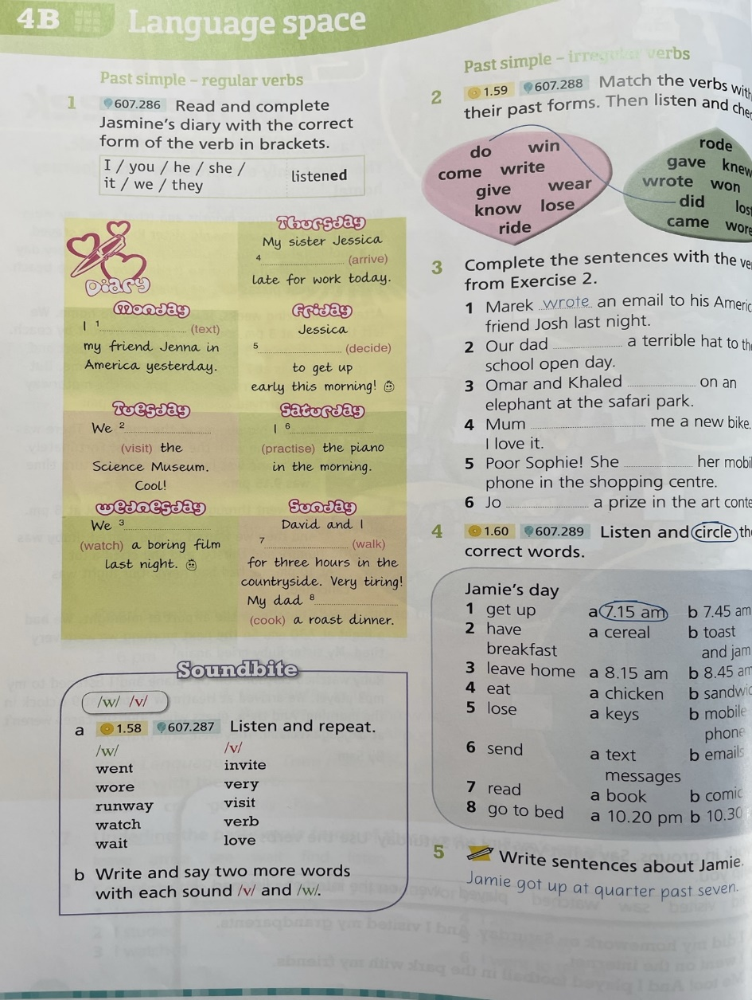 4B Language space
Past simple – regular verbs
1 607.286 Read and complete
Jasmine's diary with the correct
form of the verb in brackets.
I / you / he / she /
it / we / they
listened
Diary
Monday
I 1 (text)
my friend Jenna in
America yesterday.
Tuesday
We 2
(visit) the
Science Museum.
Cool!
Wednesday
We 3
(watch) a boring film
last night.
Thursday
My sister Jessica
4 (arrive)
late for work today.
Friday
Jessica
5 (decide)
to get up
early this morning!
Saturday
I 6
(practise) the piano
in the morning.
Sunday
David and I
7 (walk)
for three hours in the
countryside. Very tiring!
My dad 8
(cook) a roast dinner.
Soundbite
/w/ /v/
a 1.58 607.287 Listen and repeat.
/w/ /v/
went invite
wore very
runway visit
watch verb
wait love
b Write and say two more words
with each sound /v/ and /w/.
Past simple – irregular verbs
2 1.59 607.288 Match the verbs with
their past forms. Then listen and
do win
come write
give wear
know lose
ride
rode
gave knew
wrote won
did
came
3 Complete the sentences with the
from Exercise 2.
1 Marek wrote an email to his
friend Josh last night.
2 Our dad a terrible hat to
school open day.
3 Omar and Khaled on an
elephant at the safari park.
4 Mum me a new bike.
I love it.
5 Poor Sophie! She her
phone in the shopping centre.
6 Jo a prize in the art
4 1.60 607.289 Listen and circle
correct words.
Jamie's day
1 get up a 7.15 am b 7.45 am
2 have a cereal b toast
breakfast and jam
3 leave home a 8.15 am b 8.45 am
4 eat a chicken b
5 lose a keys b mobile
phone
6 send a text b emails
messages
7 read a book b
8 go to bed a 10.20 pm b 10.30
5 Write sentences about Jamie.
Jamie got up at quarter past seven.